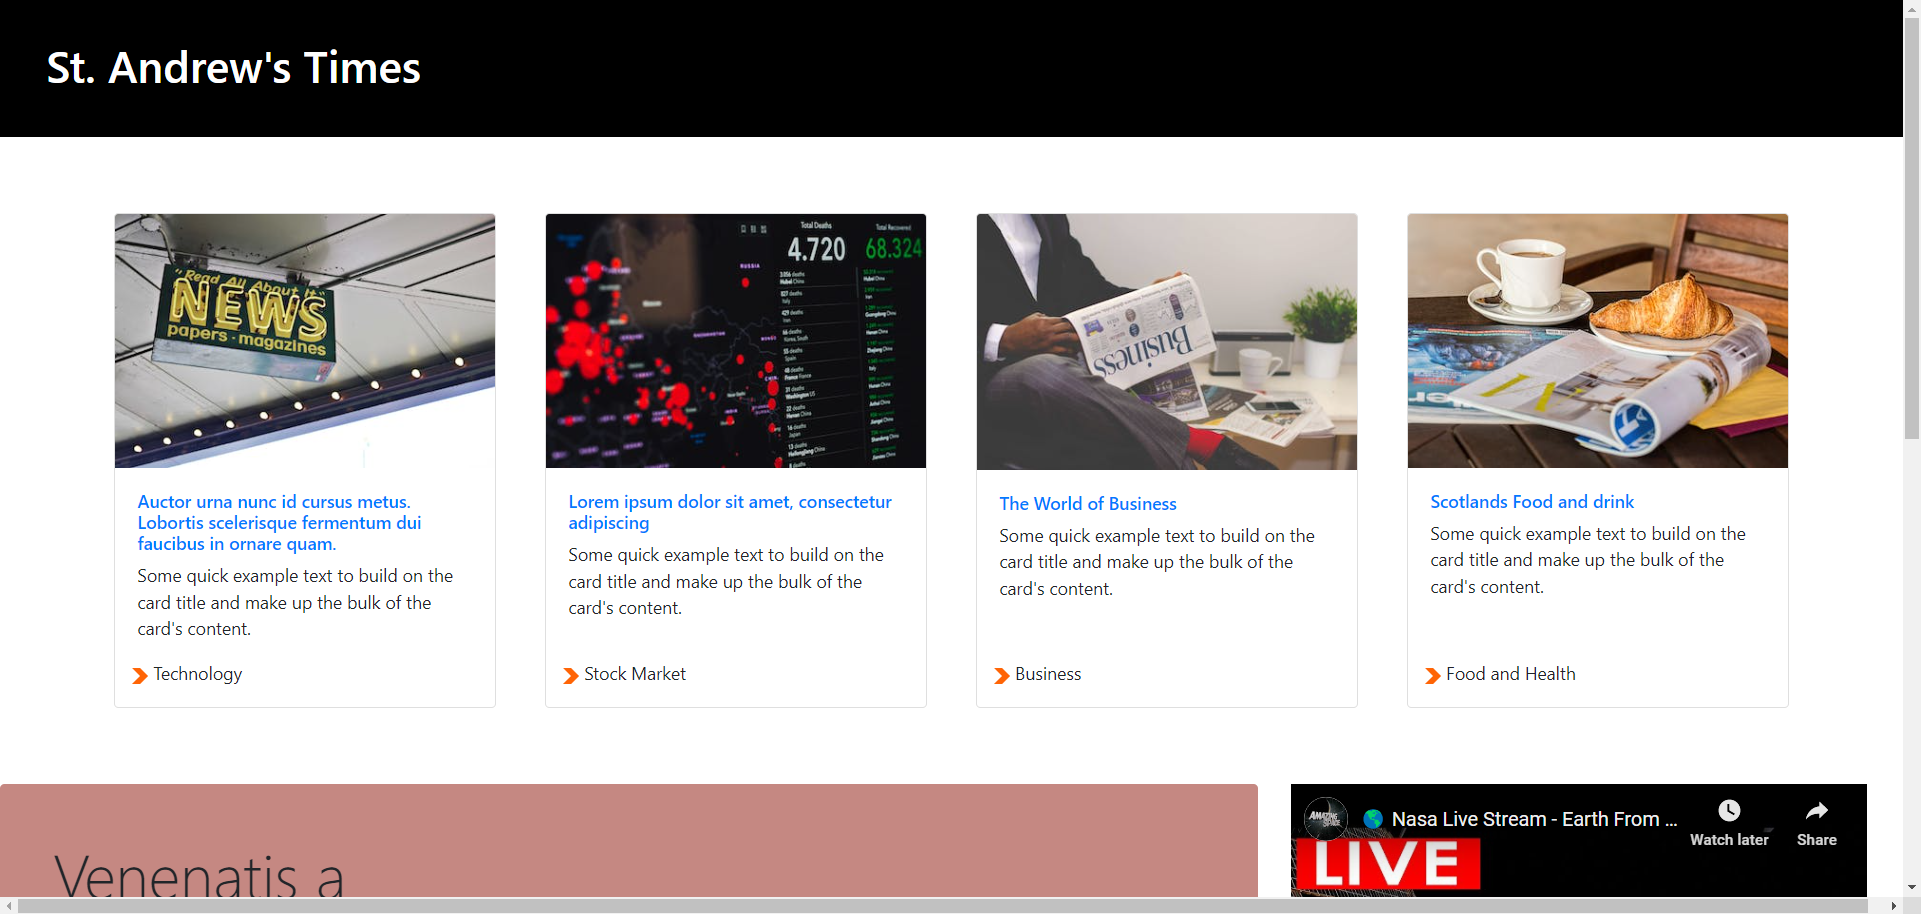 St. Andrew's Times
"Read All About It"
NEWS
papers - magazines
Total Deaths
4.720
Total Recovered
68.324
RUSSIA
Business
Auctor urna nunc id cursus metus.
Lobortis scelerisque fermentum dui
faucibus in ornare quam.
Some quick example text to build on the
card title and make up the bulk of the
card's content.
Technology
Lorem ipsum dolor sit amet, consectetur
adipiscing
Some quick example text to build on the
card title and make up the bulk of the
card's content.
Stock Market
The World of Business
Some quick example text to build on the
card title and make up the bulk of the
card's content.
Business
Scotlands Food and drink
Some quick example text to build on the
card title and make up the bulk of the
card's content.
Food and Health
Venenatis a
AMAZING SPACE
Nasa Live Stream - Earth From ...
Watch later
Share
LIVE